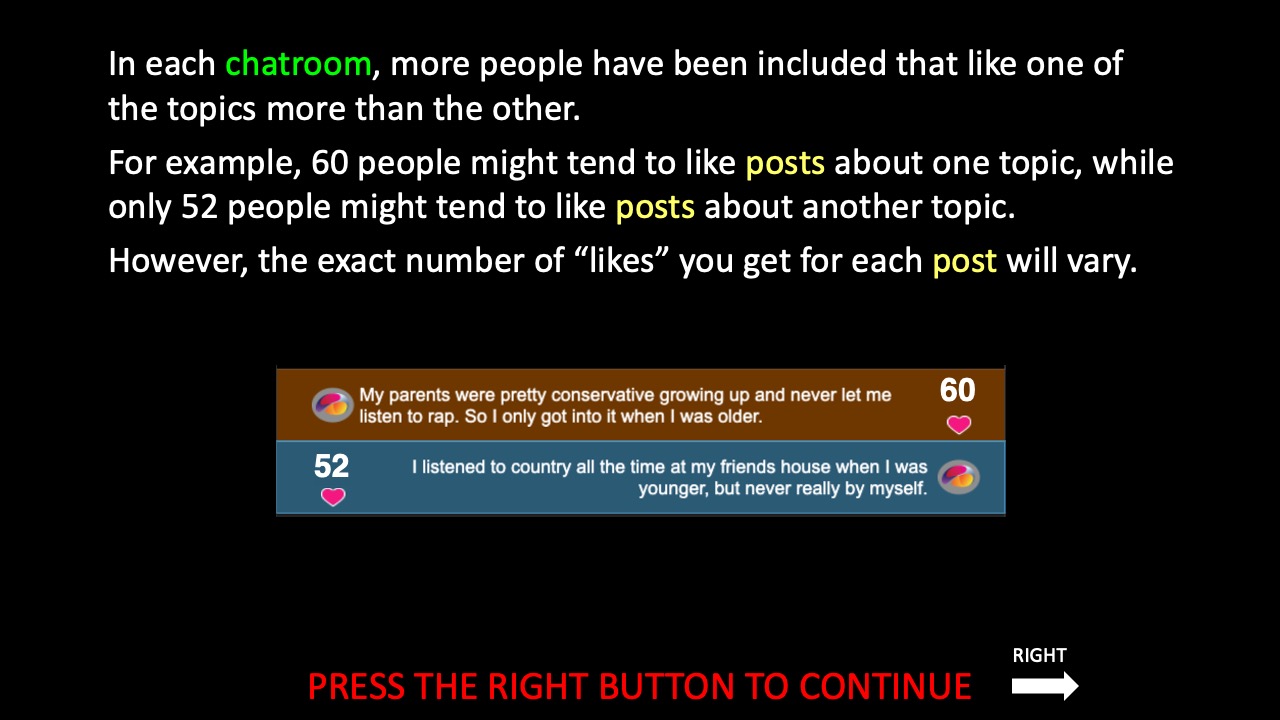 In each chatroom, more people have been included that like one of
the topics more than the other.
For example, 60 people might tend to like posts about one topic, while
only 52 people might tend to like posts about another topic.
However, the exact number of “likes” you get for each post will vary.
My parents were pretty conservative growing up and never let me
listen to rap. So I only got into it when I was older.
60
52
I listened to country all the time at my friends house when I was
younger, but never really by myself.
RIGHT
PRESS THE RIGHT BUTTON TO CONTINUE